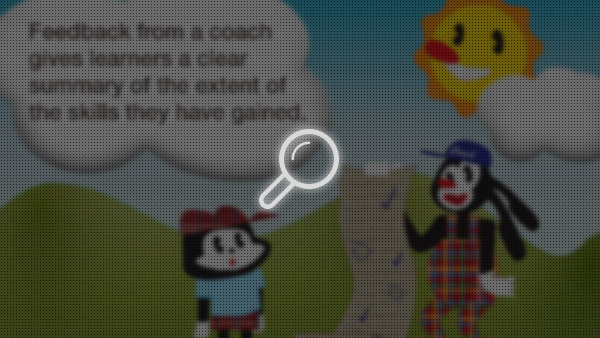 Feedback from a coach
gives learners a clear
summary of the extent of
the skills they have gained.